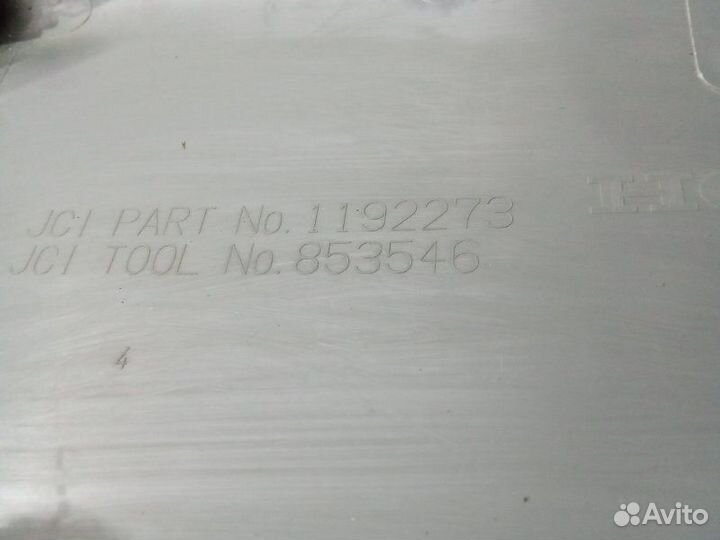 JCI PART No. 1192273
JCI TOOL No. 853546
4
Avito